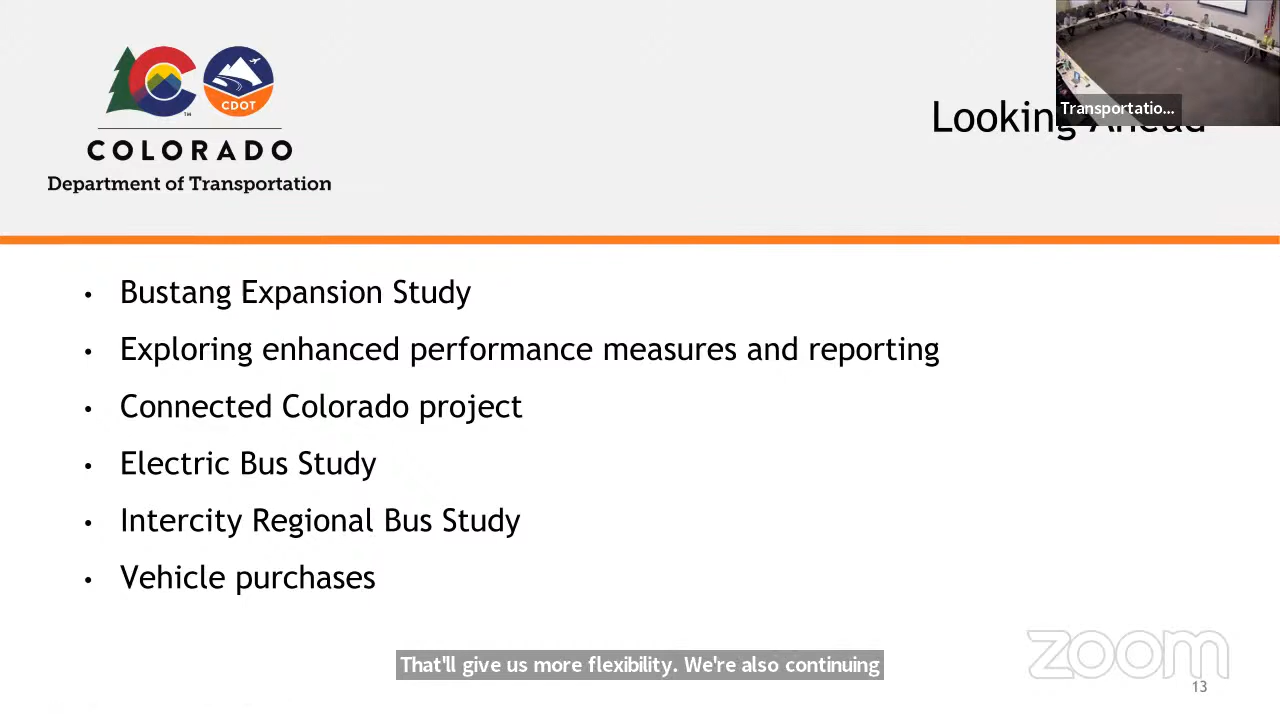 CDOT
TM
COLORADO
Department of Transportation
Transportatio...
Looking Ahead
• Bustang Expansion Study
• Exploring enhanced performance measures and reporting
• Connected Colorado project
• Electric Bus Study
• Intercity Regional Bus Study
• Vehicle purchases
That'll give us more flexibility. We're also continuing
zoom
13